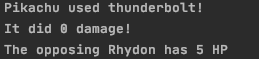 Pikachu used thunderbolt!
It did 0 damage!
The opposing Rhydon has 5 HP